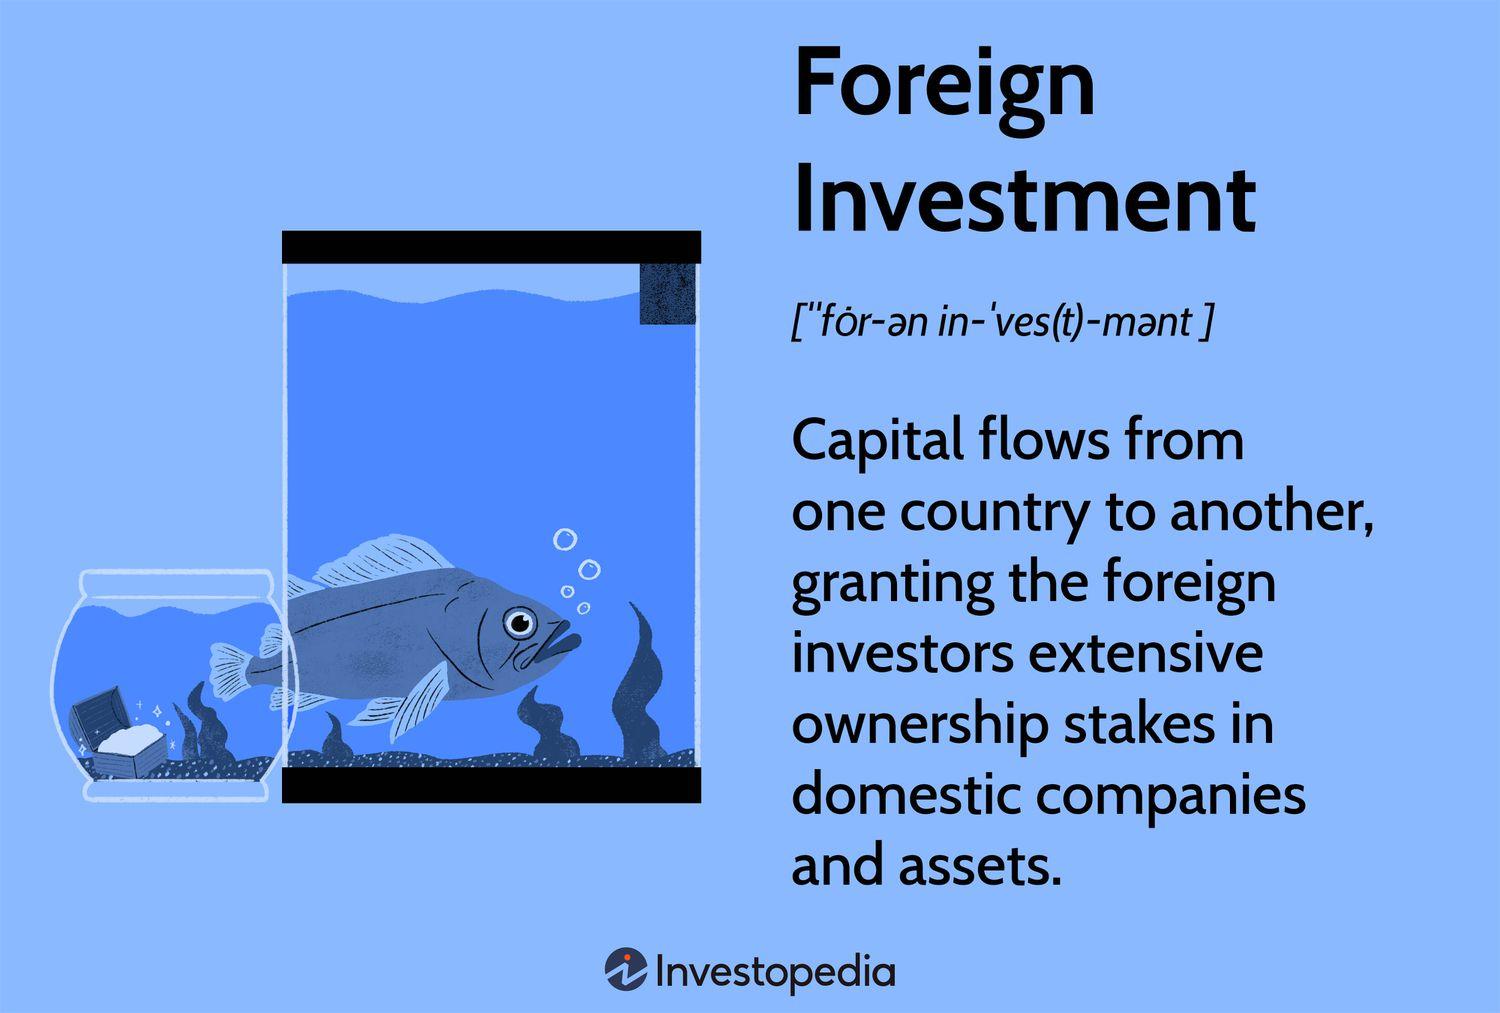 Foreign
Investment
["fȯr-ən in-ˈves(t)-mənt ]
Capital flows from
one country to another,
granting the foreign
investors extensive
ownership stakes in
domestic companies
and assets.
Investopedia